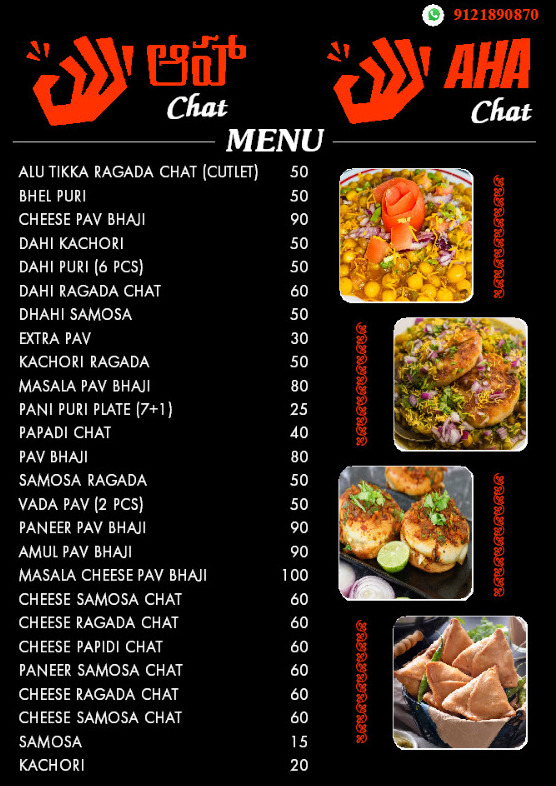 9121890870
ఆహా
Chat
AHA
Chat
MENU
ALU TIKKA RAGADA CHAT (CUTLET) 50
BHEL PURI 50
CHEESE PAV BHAJI 90
DAHI KACHORI 50
DAHI PURI (6 PCS) 50
DAHI RAGADA CHAT 60
DHAHI SAMOSA 50
EXTRA PAV 30
KACHORI RAGADA 50
MASALA PAV BHAJI 80
PANI PURI PLATE (7+1) 25
PAPADI CHAT 40
PAV BHAJI 80
SAMOSA RAGADA 50
VADA PAV (2 PCS) 50
PANEER PAV BHAJI 90
AMUL PAV BHAJI 90
MASALA CHEESE PAV BHAJI 100
CHEESE SAMOSA CHAT 60
CHEESE RAGADA CHAT 60
CHEESE PAPIDI CHAT 60
PANEER SAMOSA CHAT 60
CHEESE RAGADA CHAT 60
CHEESE SAMOSA CHAT 60
SAMOSA 15
KACHORI 20